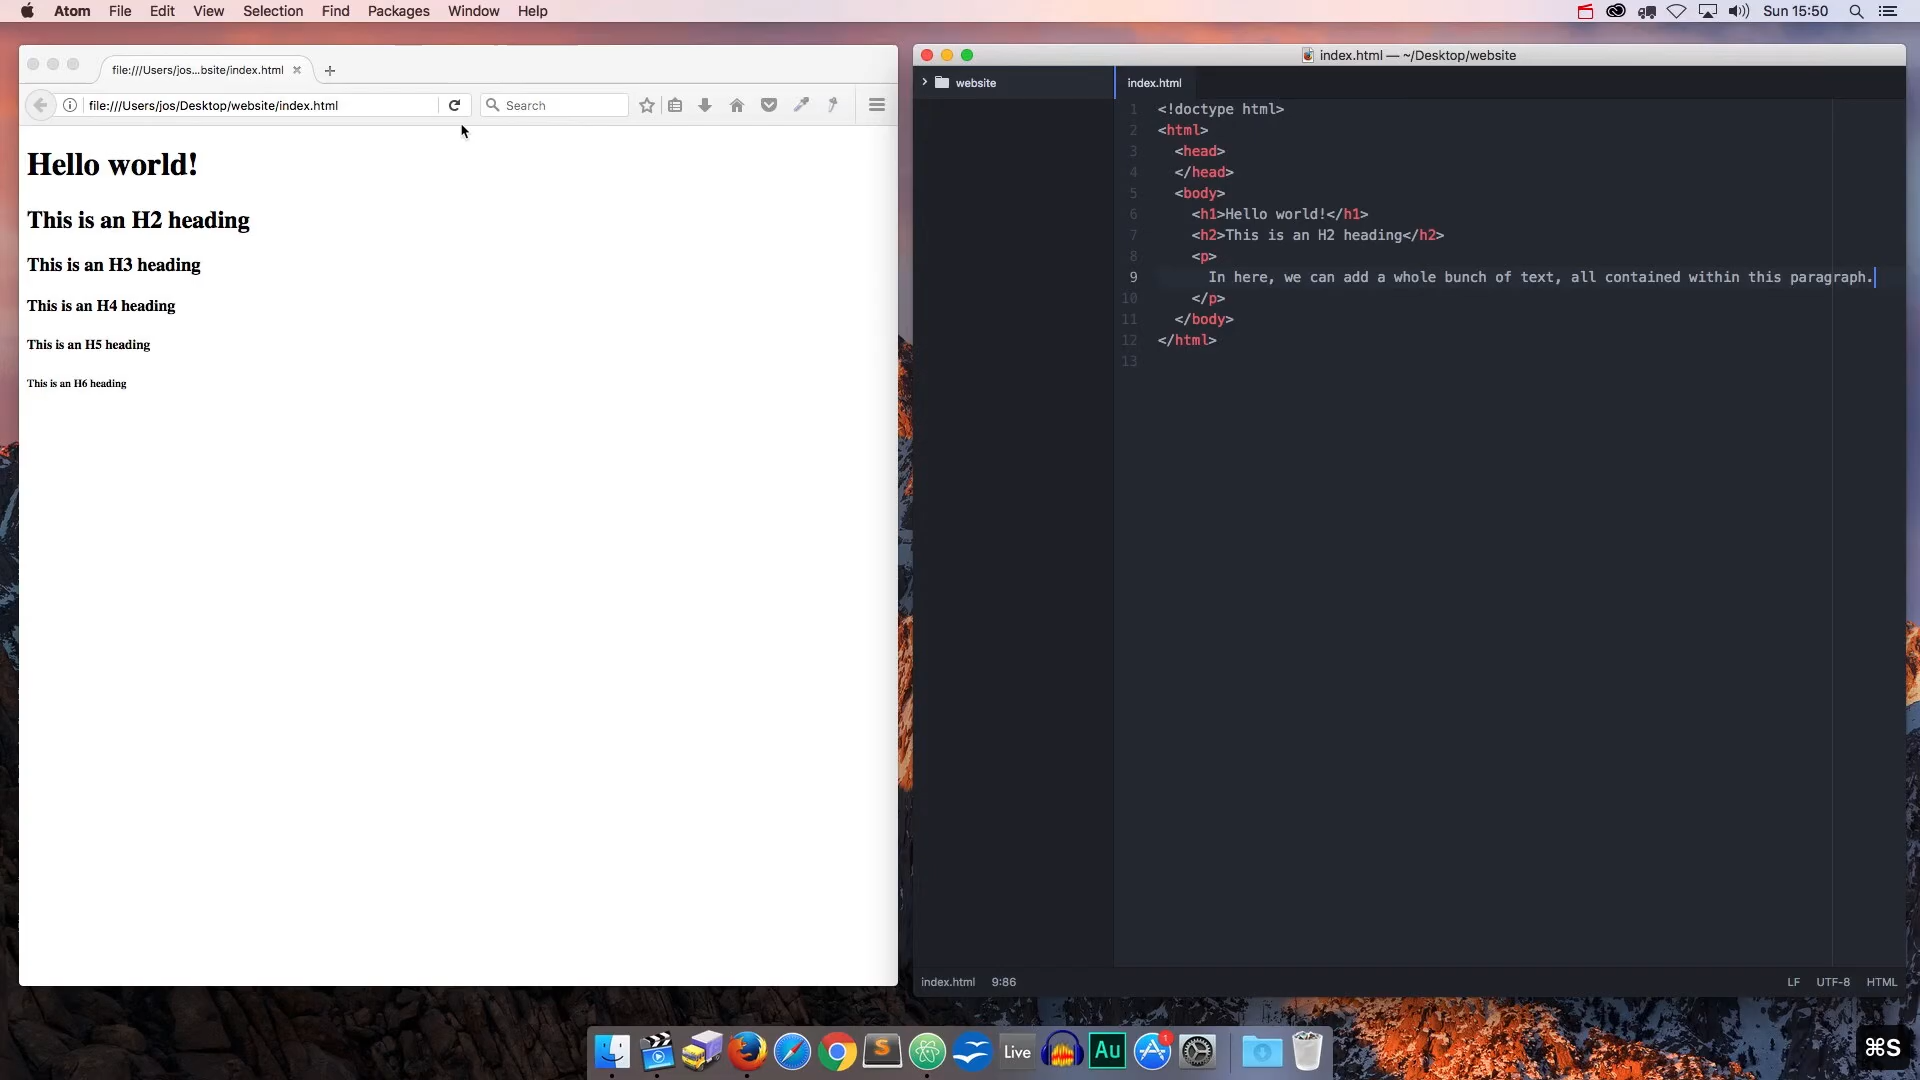 Atom File Edit View Selection Find Packages Window Help
Sun 15:50
file:///Users/jos...bsite/index.html
file:///Users/jos/Desktop/website/index.html
Search
Hello world!
This is an H2 heading
This is an H3 heading
This is an H4 heading
This is an H5 heading
This is an H6 heading
index.html — ~/Desktop/website
website
index.html
1 <!doctype html>
2 <html>
3 <head>
4 </head>
5 <body>
6 <h1>Hello world!</h1>
7 <h2>This is an H2 heading</h2>
8 <p>
9 In here, we can add a whole bunch of text, all contained within this paragraph.
10 </p>
11 </body>
12 </html>
13
index.html 9:86
LF UTF-8 HTML
S
Live
Au
1
⌘S